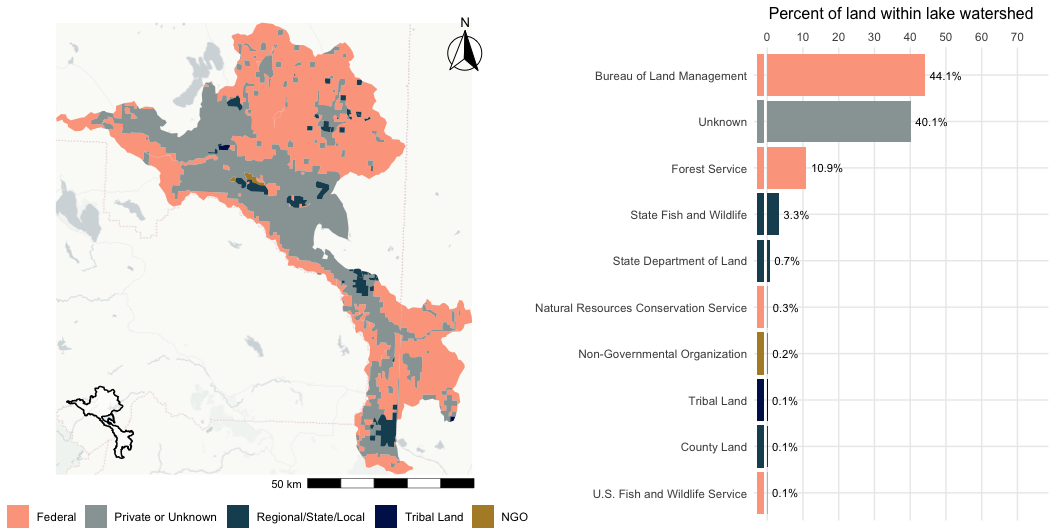 N
50 km
Federal
Private or Unknown
Regional/State/Local
Tribal Land
NGO
Percent of land within lake watershed
0 10 20 30 40 50 60 70
Bureau of Land Management 44.1%
Unknown 40.1%
Forest Service 10.9%
State Fish and Wildlife 3.3%
State Department of Land 0.7%
Natural Resources Conservation Service 0.3%
Non-Governmental Organization 0.2%
Tribal Land 0.1%
County Land 0.1%
U.S. Fish and Wildlife Service 0.1%